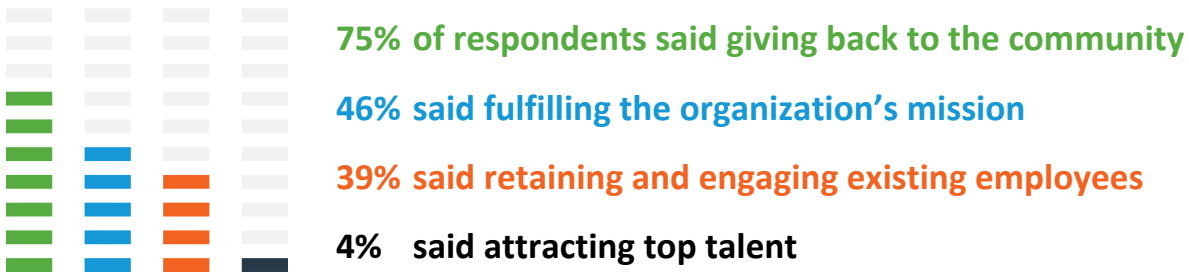 75% of respondents said giving back to the community
46% said fulfilling the organization’s mission
39% said retaining and engaging existing employees
4% said attracting top talent